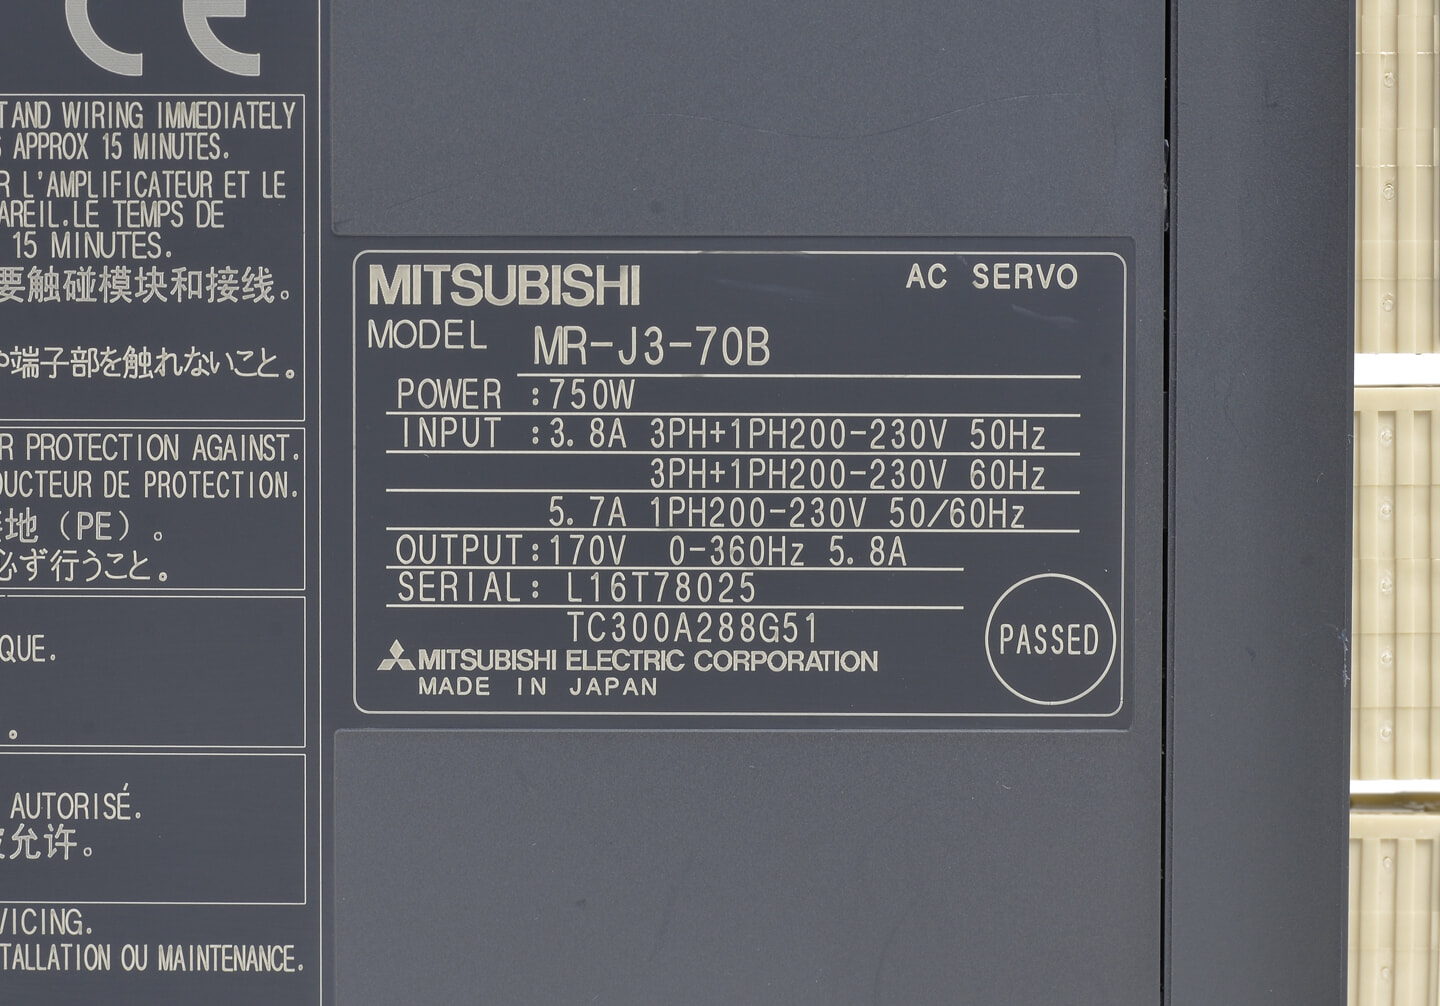 CE
T AND WIRING IMMEDIATELY
S APPROX 15 MINUTES.
R L'AMPLIFICATEUR ET LE
AREIL.LE TEMPS DE
15 MINUTES.
要触碰模块和接线。
や端子部を触れないこと。
R PROTECTION AGAINST.
DUCTEUR DE PROTECTION.
地（PE）。
必ず行うこと。
QUE.
。
AUTORISÉ.
允许。
VICING.
TALLATION OU MAINTENANCE.
MITSUBISHI AC SERVO
MODEL MR-J3-70B
POWER :750W
INPUT :3.8A 3PH+1PH200-230V 50Hz
3PH+1PH200-230V 60Hz
5.7A 1PH200-230V 50/60Hz
OUTPUT:170V 0-360Hz 5.8A
SERIAL: L16T78025
TC300A288G51
PASSED
MITSUBISHI ELECTRIC CORPORATION
MADE IN JAPAN